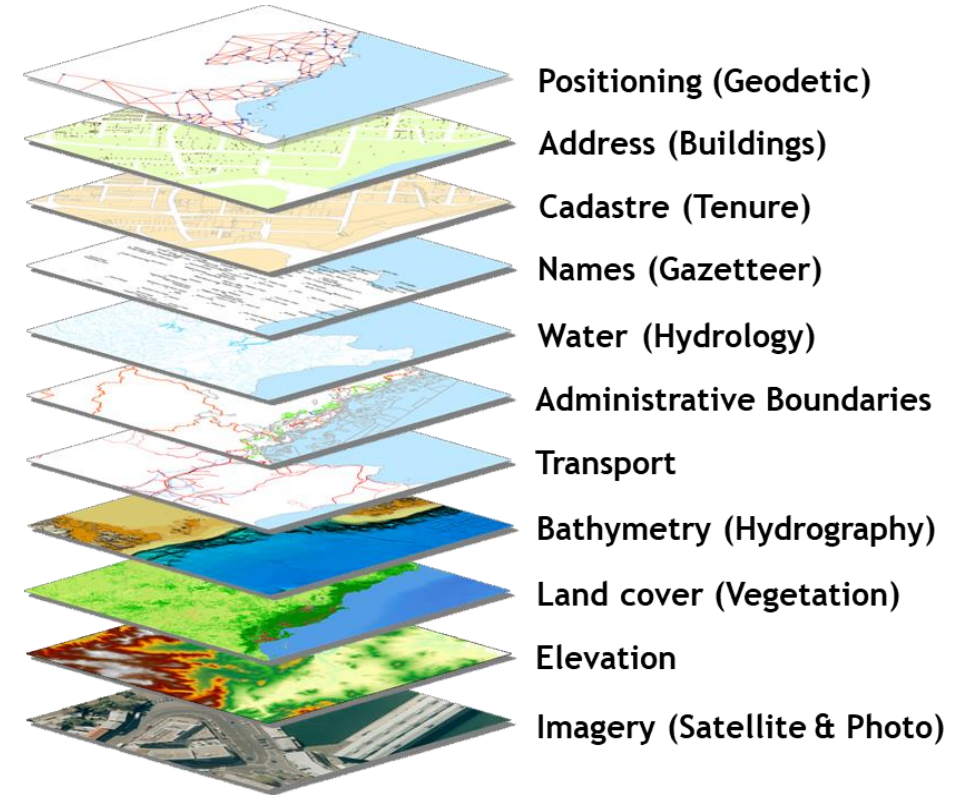 Positioning (Geodetic)
Address (Buildings)
Cadastre (Tenure)
Names (Gazetteer)
Water (Hydrology)
Administrative Boundaries
Transport
Bathymetry (Hydrography)
Land cover (Vegetation)
Elevation
Imagery (Satellite & Photo)